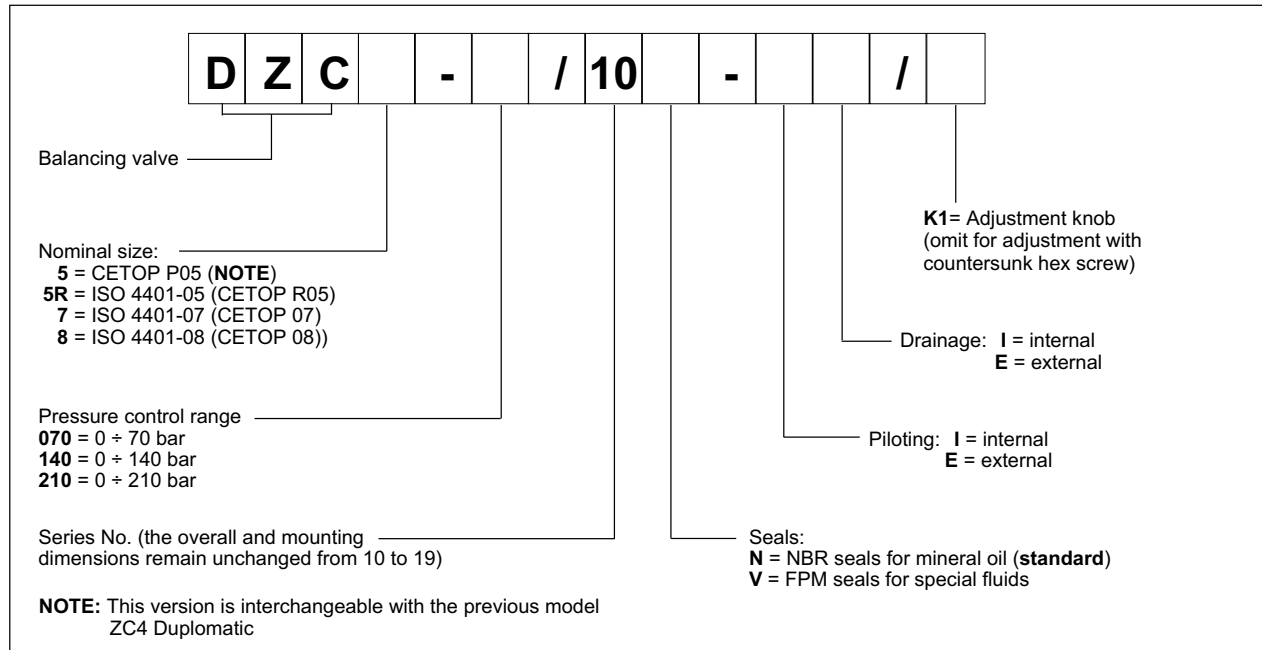 D Z C - / 10 - /
Balancing valve
Nominal size:
5 = CETOP P05 (NOTE)
5R = ISO 4401-05 (CETOP R05)
7 = ISO 4401-07 (CETOP 07)
8 = ISO 4401-08 (CETOP 08))
Pressure control range
070 = 0 ÷ 70 bar
140 = 0 ÷ 140 bar
210 = 0 ÷ 210 bar
Series No. (the overall and mounting
dimensions remain unchanged from 10 to 19)
NOTE: This version is interchangeable with the previous model
ZC4 Duplomatic
K1= Adjustment knob
(omit for adjustment with
countersunk hex screw)
Drainage: I = internal
E = external
Piloting: I = internal
E = external
Seals:
N = NBR seals for mineral oil (standard)
V = FPM seals for special fluids